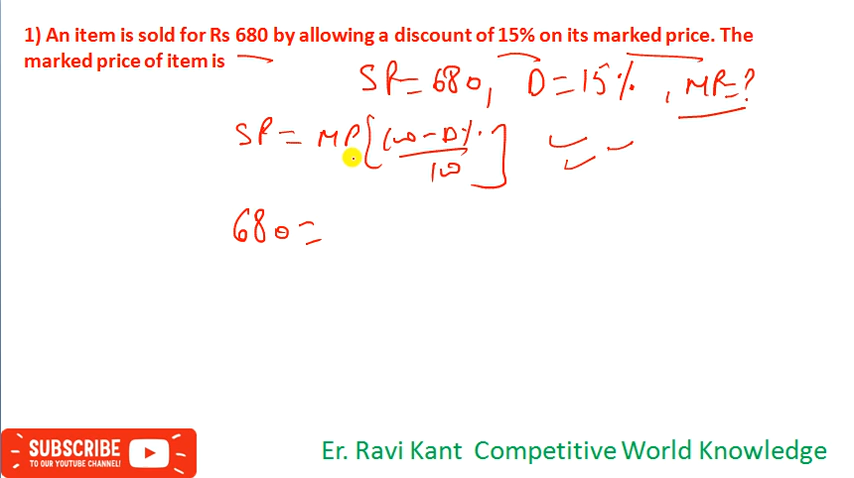 1) An item is sold for Rs 680 by allowing a discount of 15% on its marked price. The
marked price of item is
SP=680, D=15%, MP=?
SP = MP[100-D%/100]
680=
SUBSCRIBE
TO OUR YOUTUBE CHANNEL!
Er. Ravi Kant Competitive World Knowledge